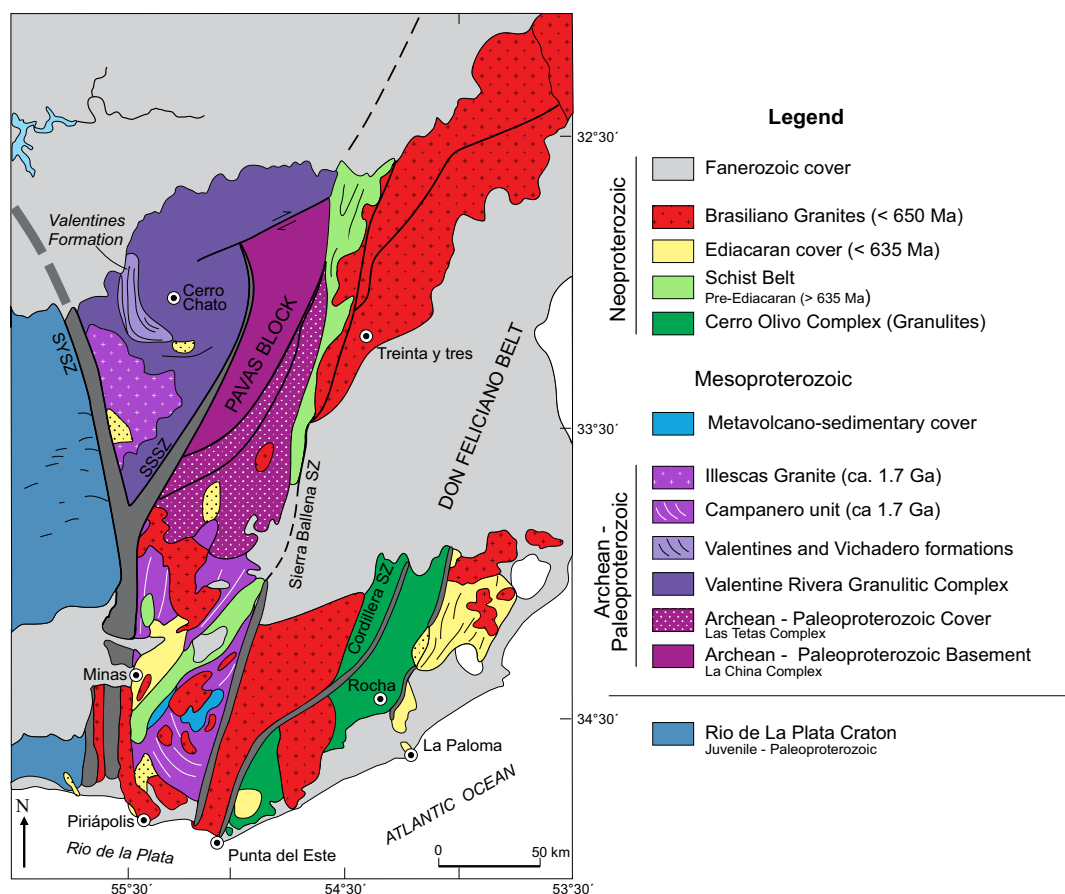 Valentines
Formation
Cerro
Chato
SYSZ
SSSZ
PAVAS BLOCK
Treinta y tres
DON FELICIANO BELT
Sierra Ballena SZ
Cordillera SZ
Minas
Rocha
La Paloma
ATLANTIC OCEAN
N
Piriápolis
Rio de la Plata
Punta del Este
0 50 km
32°30´
33°30´
34°30´
55°30´ 54°30´ 53°30´
Legend
Neoproterozoic
Fanerozoic cover
Brasiliano Granites (< 650 Ma)
Ediacaran cover (< 635 Ma)
Schist Belt
Pre-Ediacaran (> 635 Ma)
Cerro Olivo Complex (Granulites)
Mesoproterozoic
Metavolcano-sedimentary cover
Archean -
Paleoproterozoic
Illescas Granite (ca. 1.7 Ga)
Campanero unit (ca 1.7 Ga)
Valentines and Vichadero formations
Valentine Rivera Granulitic Complex
Archean - Paleoproterozoic Cover
Las Tetas Complex
Archean - Paleoproterozoic Basement
La China Complex
Rio de La Plata Craton
Juvenile - Paleoproterozoic